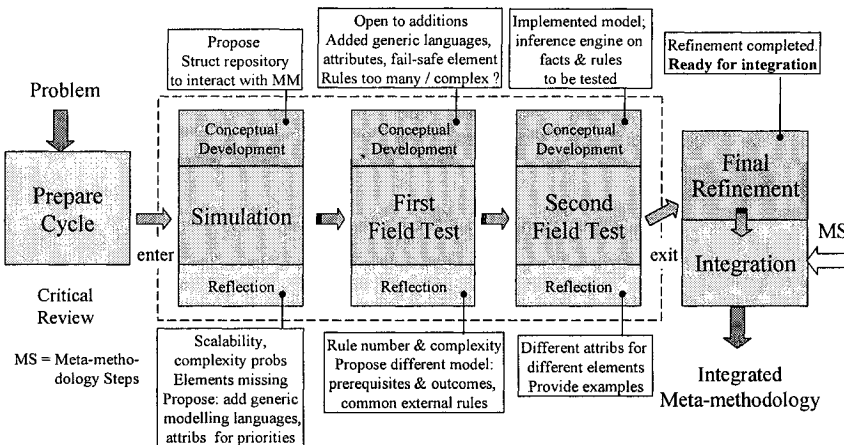 Propose
Struct repository
to interact with MM
Open to additions
Added generic languages,
attributes, fail-safe element
Rules too many / complex ?
Implemented model;
inference engine on
facts & rules
to be tested
Refinement completed.
Ready for integration
Problem
Prepare
Cycle
enter
Critical
Review
MS = Meta-metho-
dology Steps
Conceptual
Development
Simulation
Reflection
Conceptual
Development
First
Field Test
Reflection
Conceptual
Development
Second
Field Test
Reflection
exit
Final
Refinement
Integration
MS
Integrated
Meta-methodology
Scalability,
complexity probs
Elements missing
Propose: add generic
modelling languages,
attribs for priorities
Rule number & complexity
Propose different model:
prerequisites & outcomes,
common external rules
Different attribs for
different elements
Provide examples